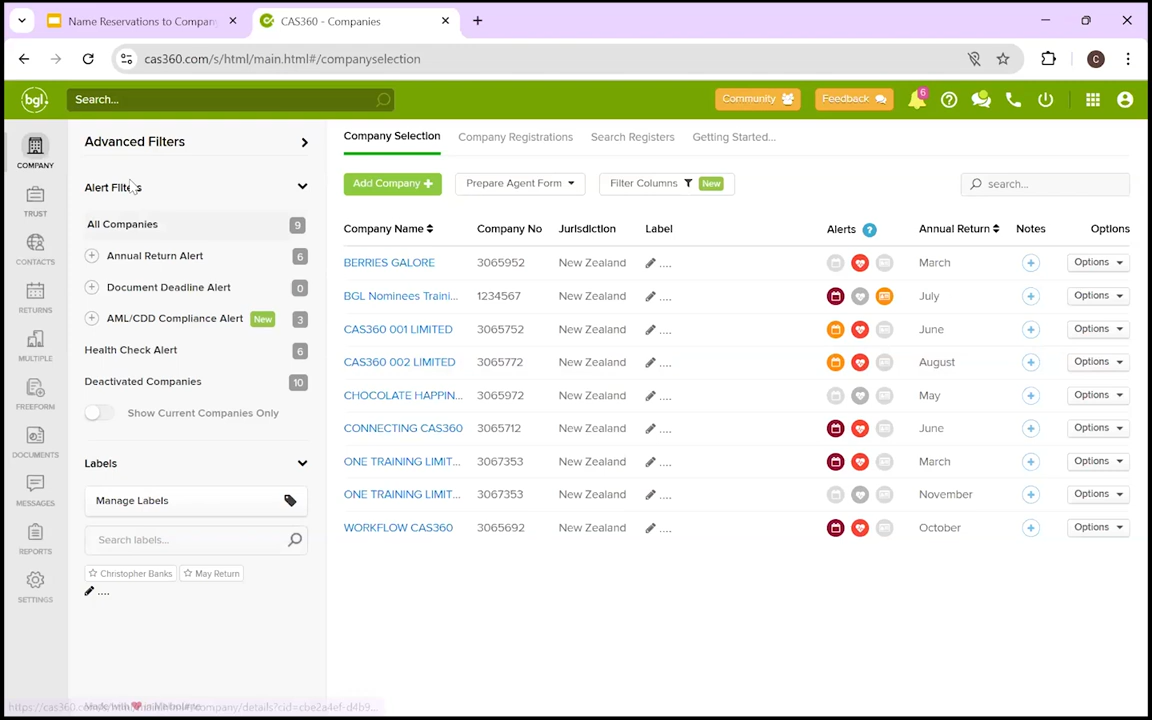 Name Reservations to Compan
CAS360 - Companies
cas360.com/s/html/main.html#/companyselection
C
bgl.
Search...
Community
Feedback
6
COMPANY
TRUST
CONTACTS
RETURNS
MULTIPLE
FREEFORM
DOCUMENTS
MESSAGES
REPORTS
SETTINGS
Advanced Filters
Alert Filters
All Companies 9
Annual Return Alert 6
Document Deadline Alert 0
AML/CDD Compliance Alert New 3
Health Check Alert 6
Deactivated Companies 10
Show Current Companies Only
Labels
Manage Labels
Search labels...
Christopher Banks May Return
....
Company Selection Company Registrations Search Registers Getting Started...
Add Company + Prepare Agent Form Filter Columns New search...
Company Name Company No Jurisdiction Label Alerts ? Annual Return Notes Options
BERRIES GALORE 3065952 New Zealand .... March Options
BGL Nominees Traini... 1234567 New Zealand .... July Options
CAS360 001 LIMITED 3065752 New Zealand .... June Options
CAS360 002 LIMITED 3065772 New Zealand .... August Options
CHOCOLATE HAPPIN... 3065972 New Zealand .... May Options
CONNECTING CAS360 3065712 New Zealand .... June Options
ONE TRAINING LIMIT... 3067353 New Zealand .... March Options
ONE TRAINING LIMIT... 3067353 New Zealand .... November Options
WORKFLOW CAS360 3065692 New Zealand .... October Options